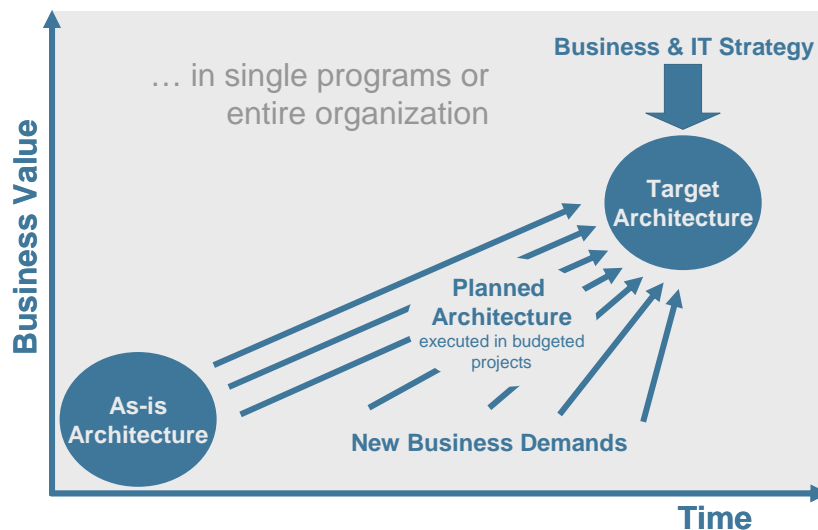 Business & IT Strategy
… in single programs or
entire organization
Business Value
Target
Architecture
Planned
Architecture
executed in budgeted
projects
As-is
Architecture
New Business Demands
Time